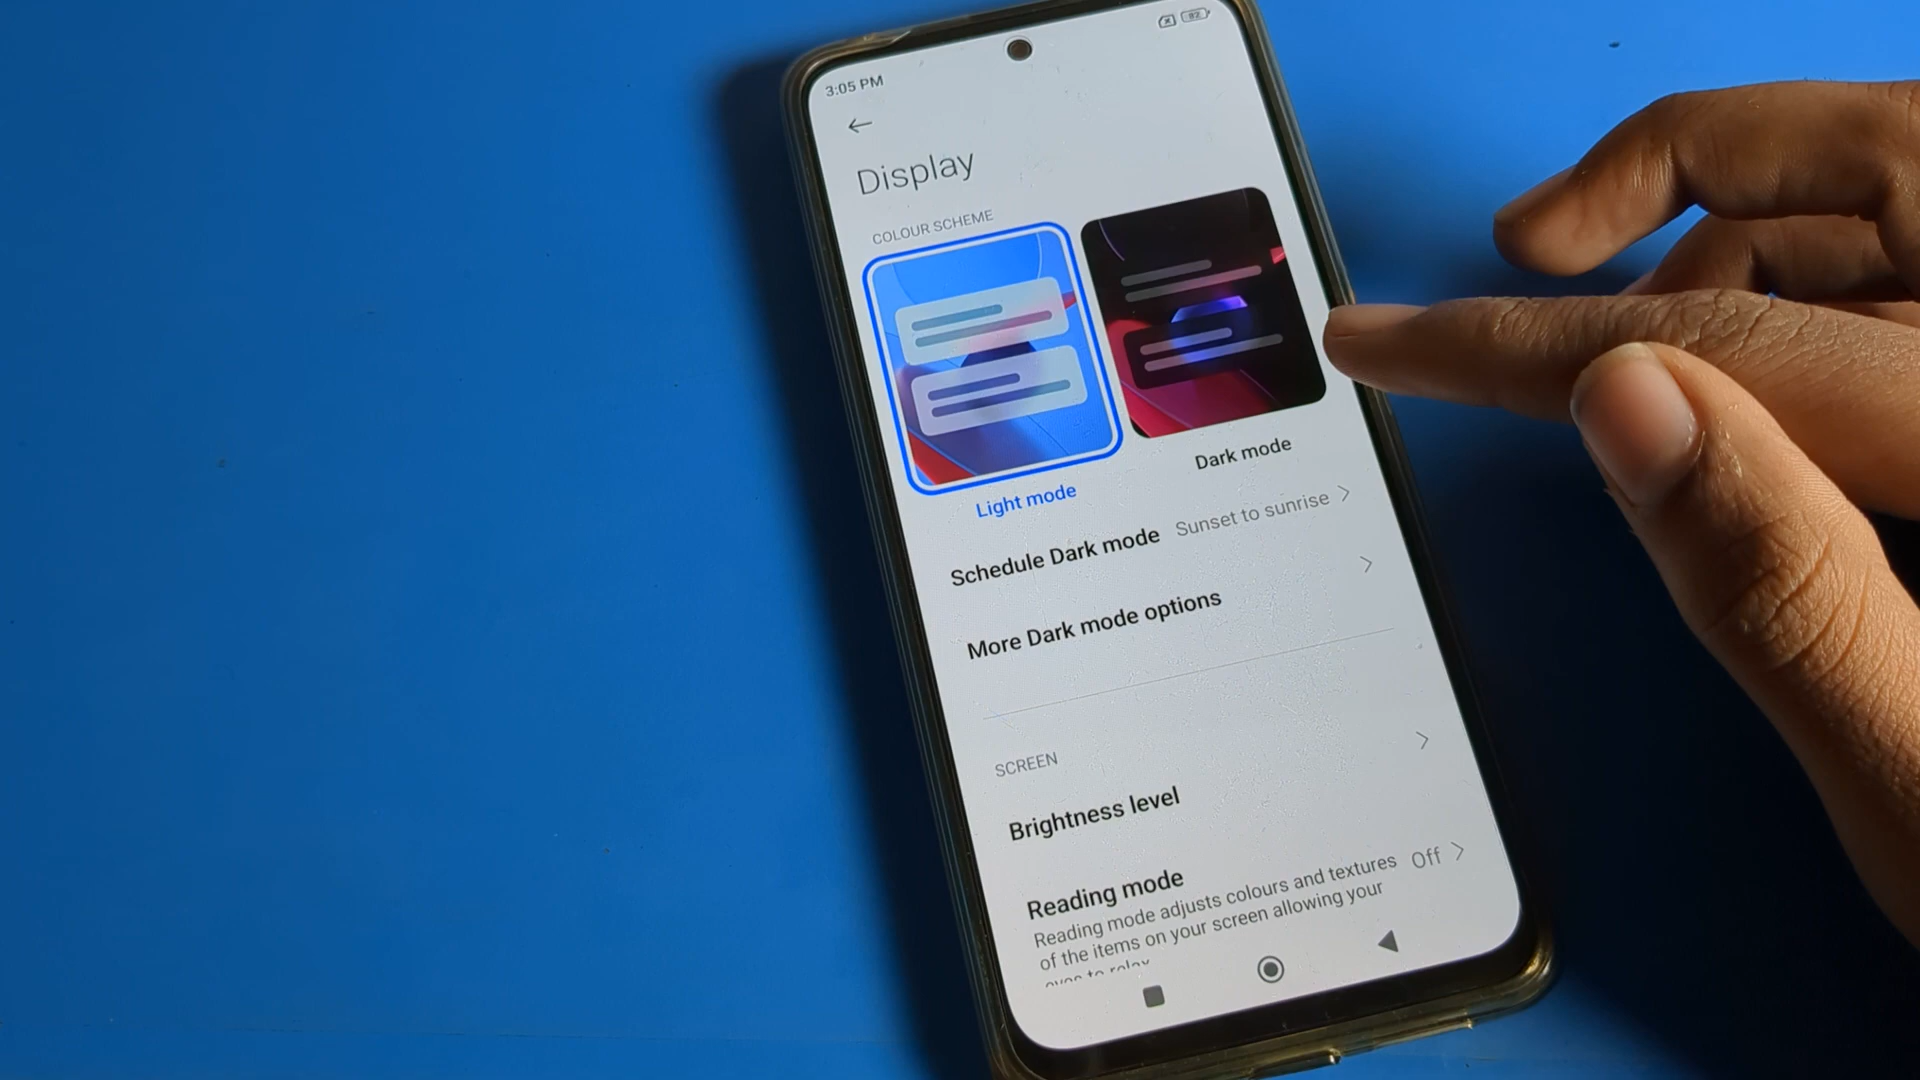 3:05 PM
82
Display
COLOUR SCHEME
Light mode
Dark mode
Schedule Dark mode Sunset to sunrise
More Dark mode options
SCREEN
Brightness level
Reading mode Off
Reading mode adjusts colours and textures
of the items on your screen allowing your
eyes to relax